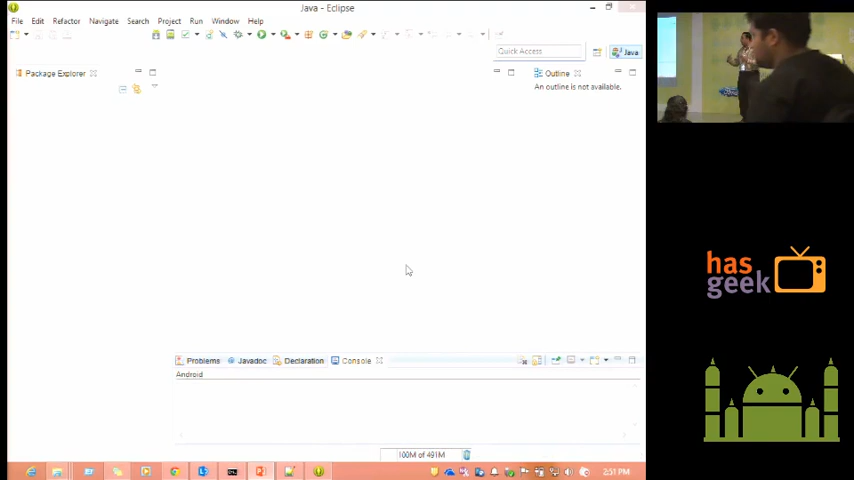 Java - Eclipse
File Edit Refactor Navigate Search Project Run Window Help
Quick Access
Java
Package Explorer
Outline
An outline is not available.
has
geek
Problems Javadoc Declaration Console
Android
100M of 491M
2:51 PM